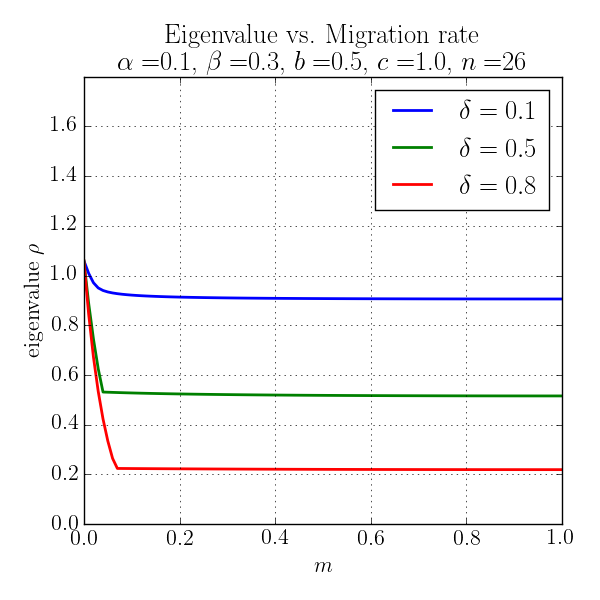 Eigenvalue vs. Migration rate
α =0.1, β =0.3, b =0.5, c =1.0, n =26
δ = 0.1
δ = 0.5
δ = 0.8
eigenvalue ρ
1.6
1.4
1.2
1.0
0.8
0.6
0.4
0.2
0.0
0.0 0.2 0.4 0.6 0.8 1.0
m